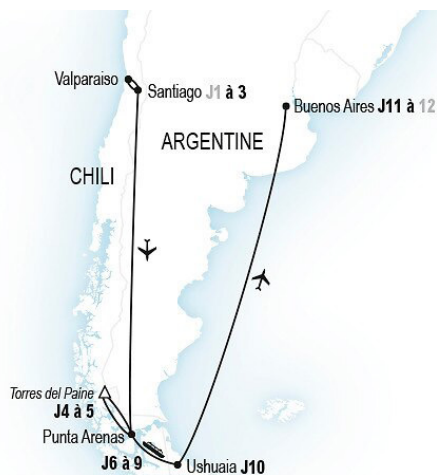 Valparaiso
Santiago J1 à 3
Buenos Aires J11 à 12
ARGENTINE
CHILI
Torres del Paine
J4 à 5
Punta Arenas
J6 à 9
Ushuaia J10